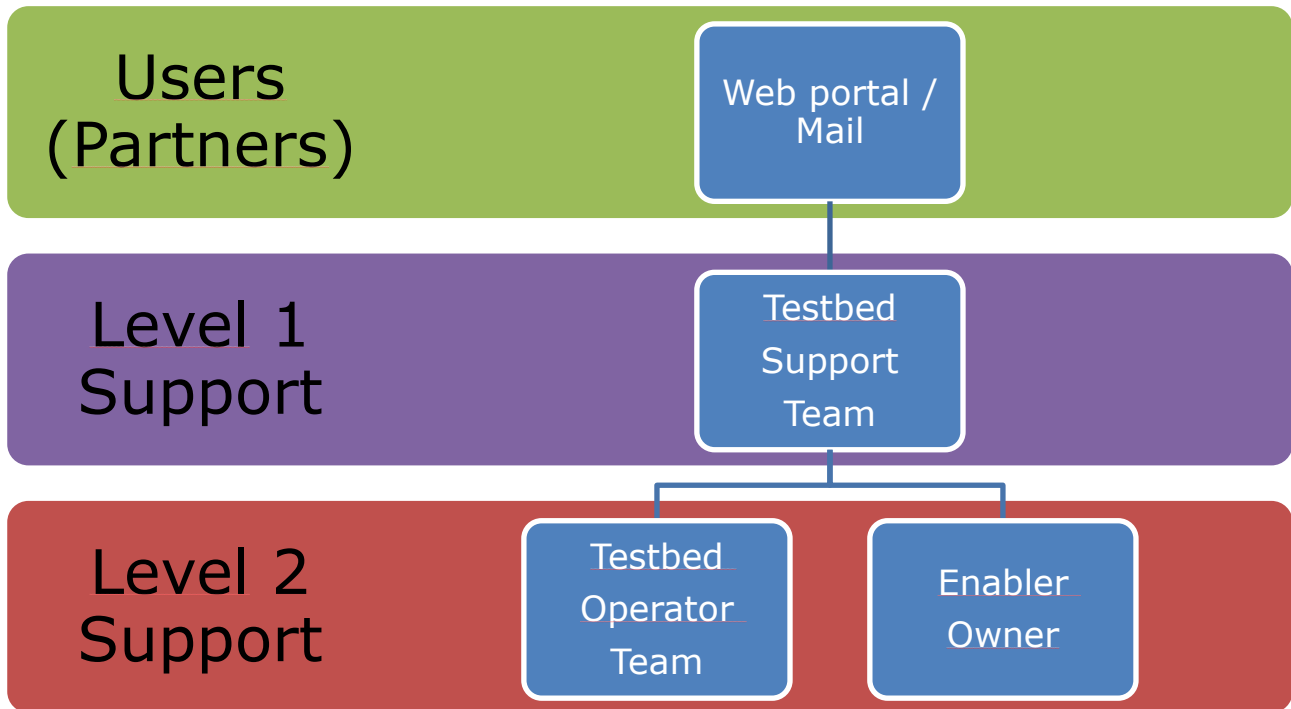 Users
(Partners)
Web portal /
Mail
Level 1
Support
Testbed
Support
Team
Level 2
Support
Testbed
Operator
Team
Enabler
Owner